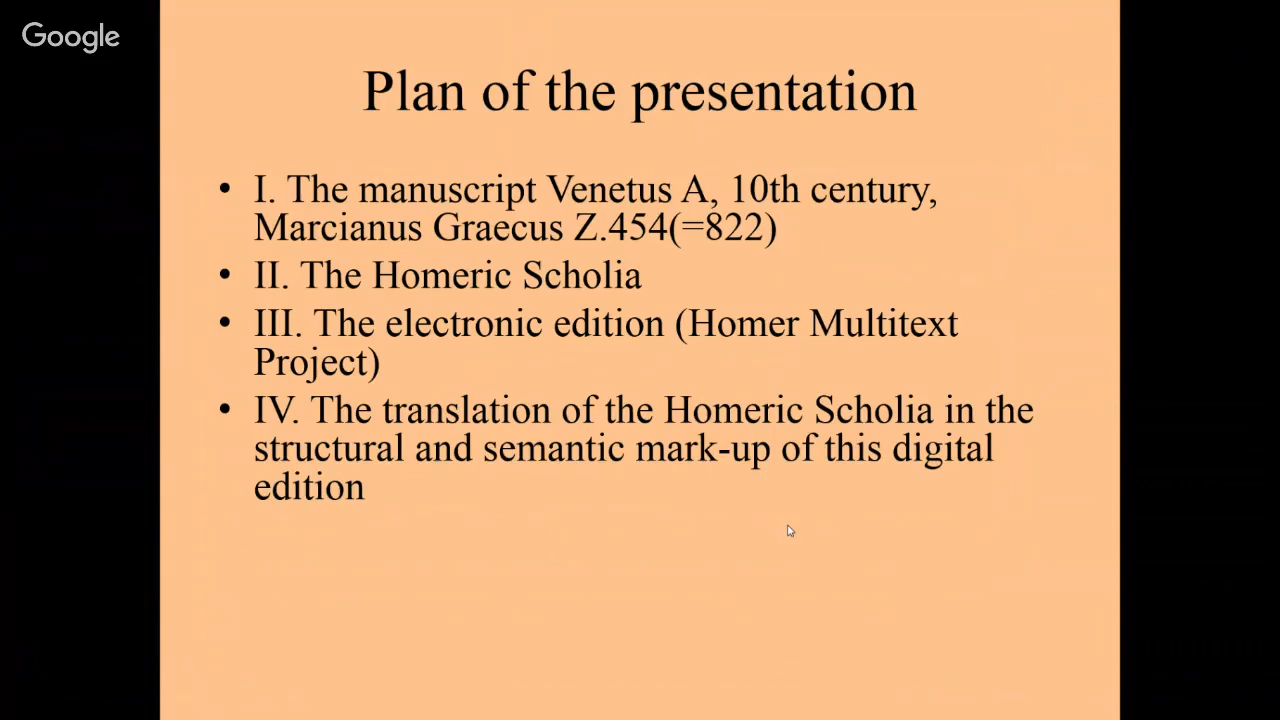 Google
Plan of the presentation
• I. The manuscript Venetus A, 10th century,
Marcianus Graecus Z.454(=822)
• II. The Homeric Scholia
• III. The electronic edition (Homer Multitext
Project)
• IV. The translation of the Homeric Scholia in the
structural and semantic mark-up of this digital
edition